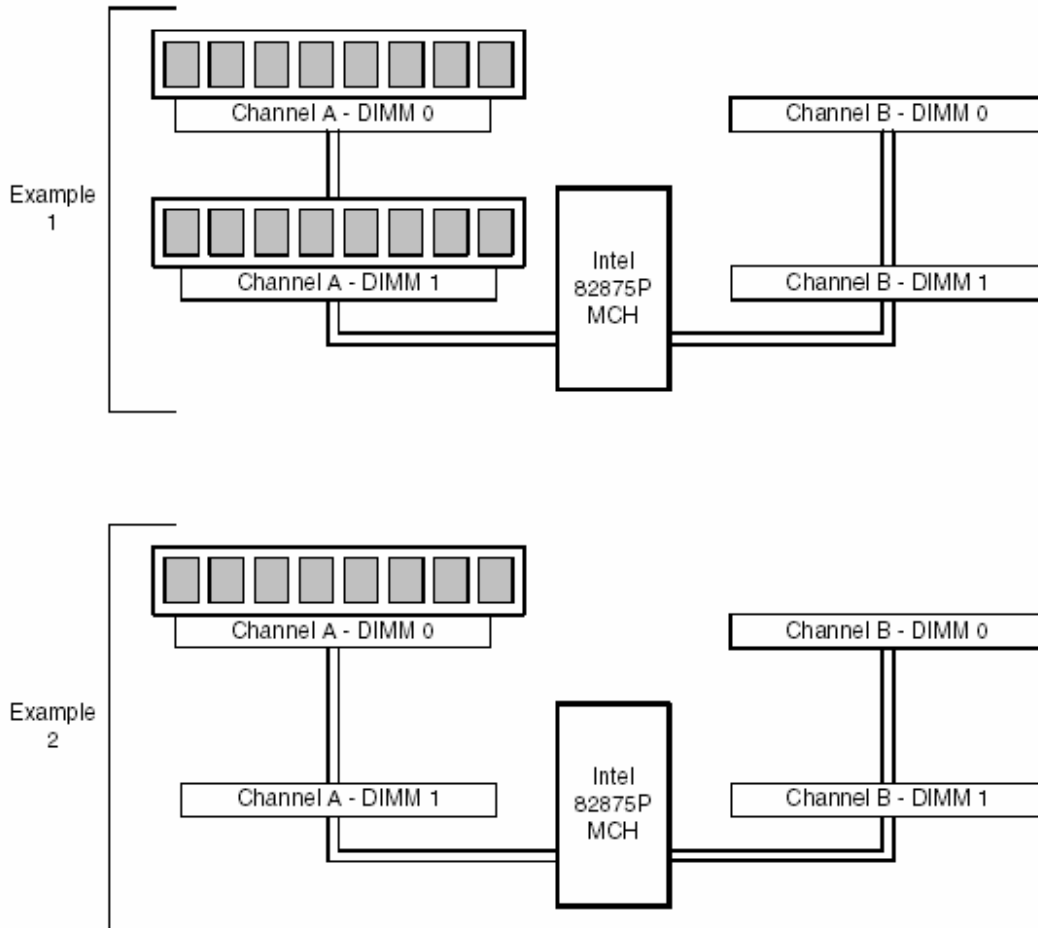 Channel A - DIMM 0
Channel B - DIMM 0
Example
1
Channel A - DIMM 1
Intel
82875P
MCH
Channel B - DIMM 1
Channel A - DIMM 0
Channel B - DIMM 0
Example
2
Channel A - DIMM 1
Intel
82875P
MCH
Channel B - DIMM 1